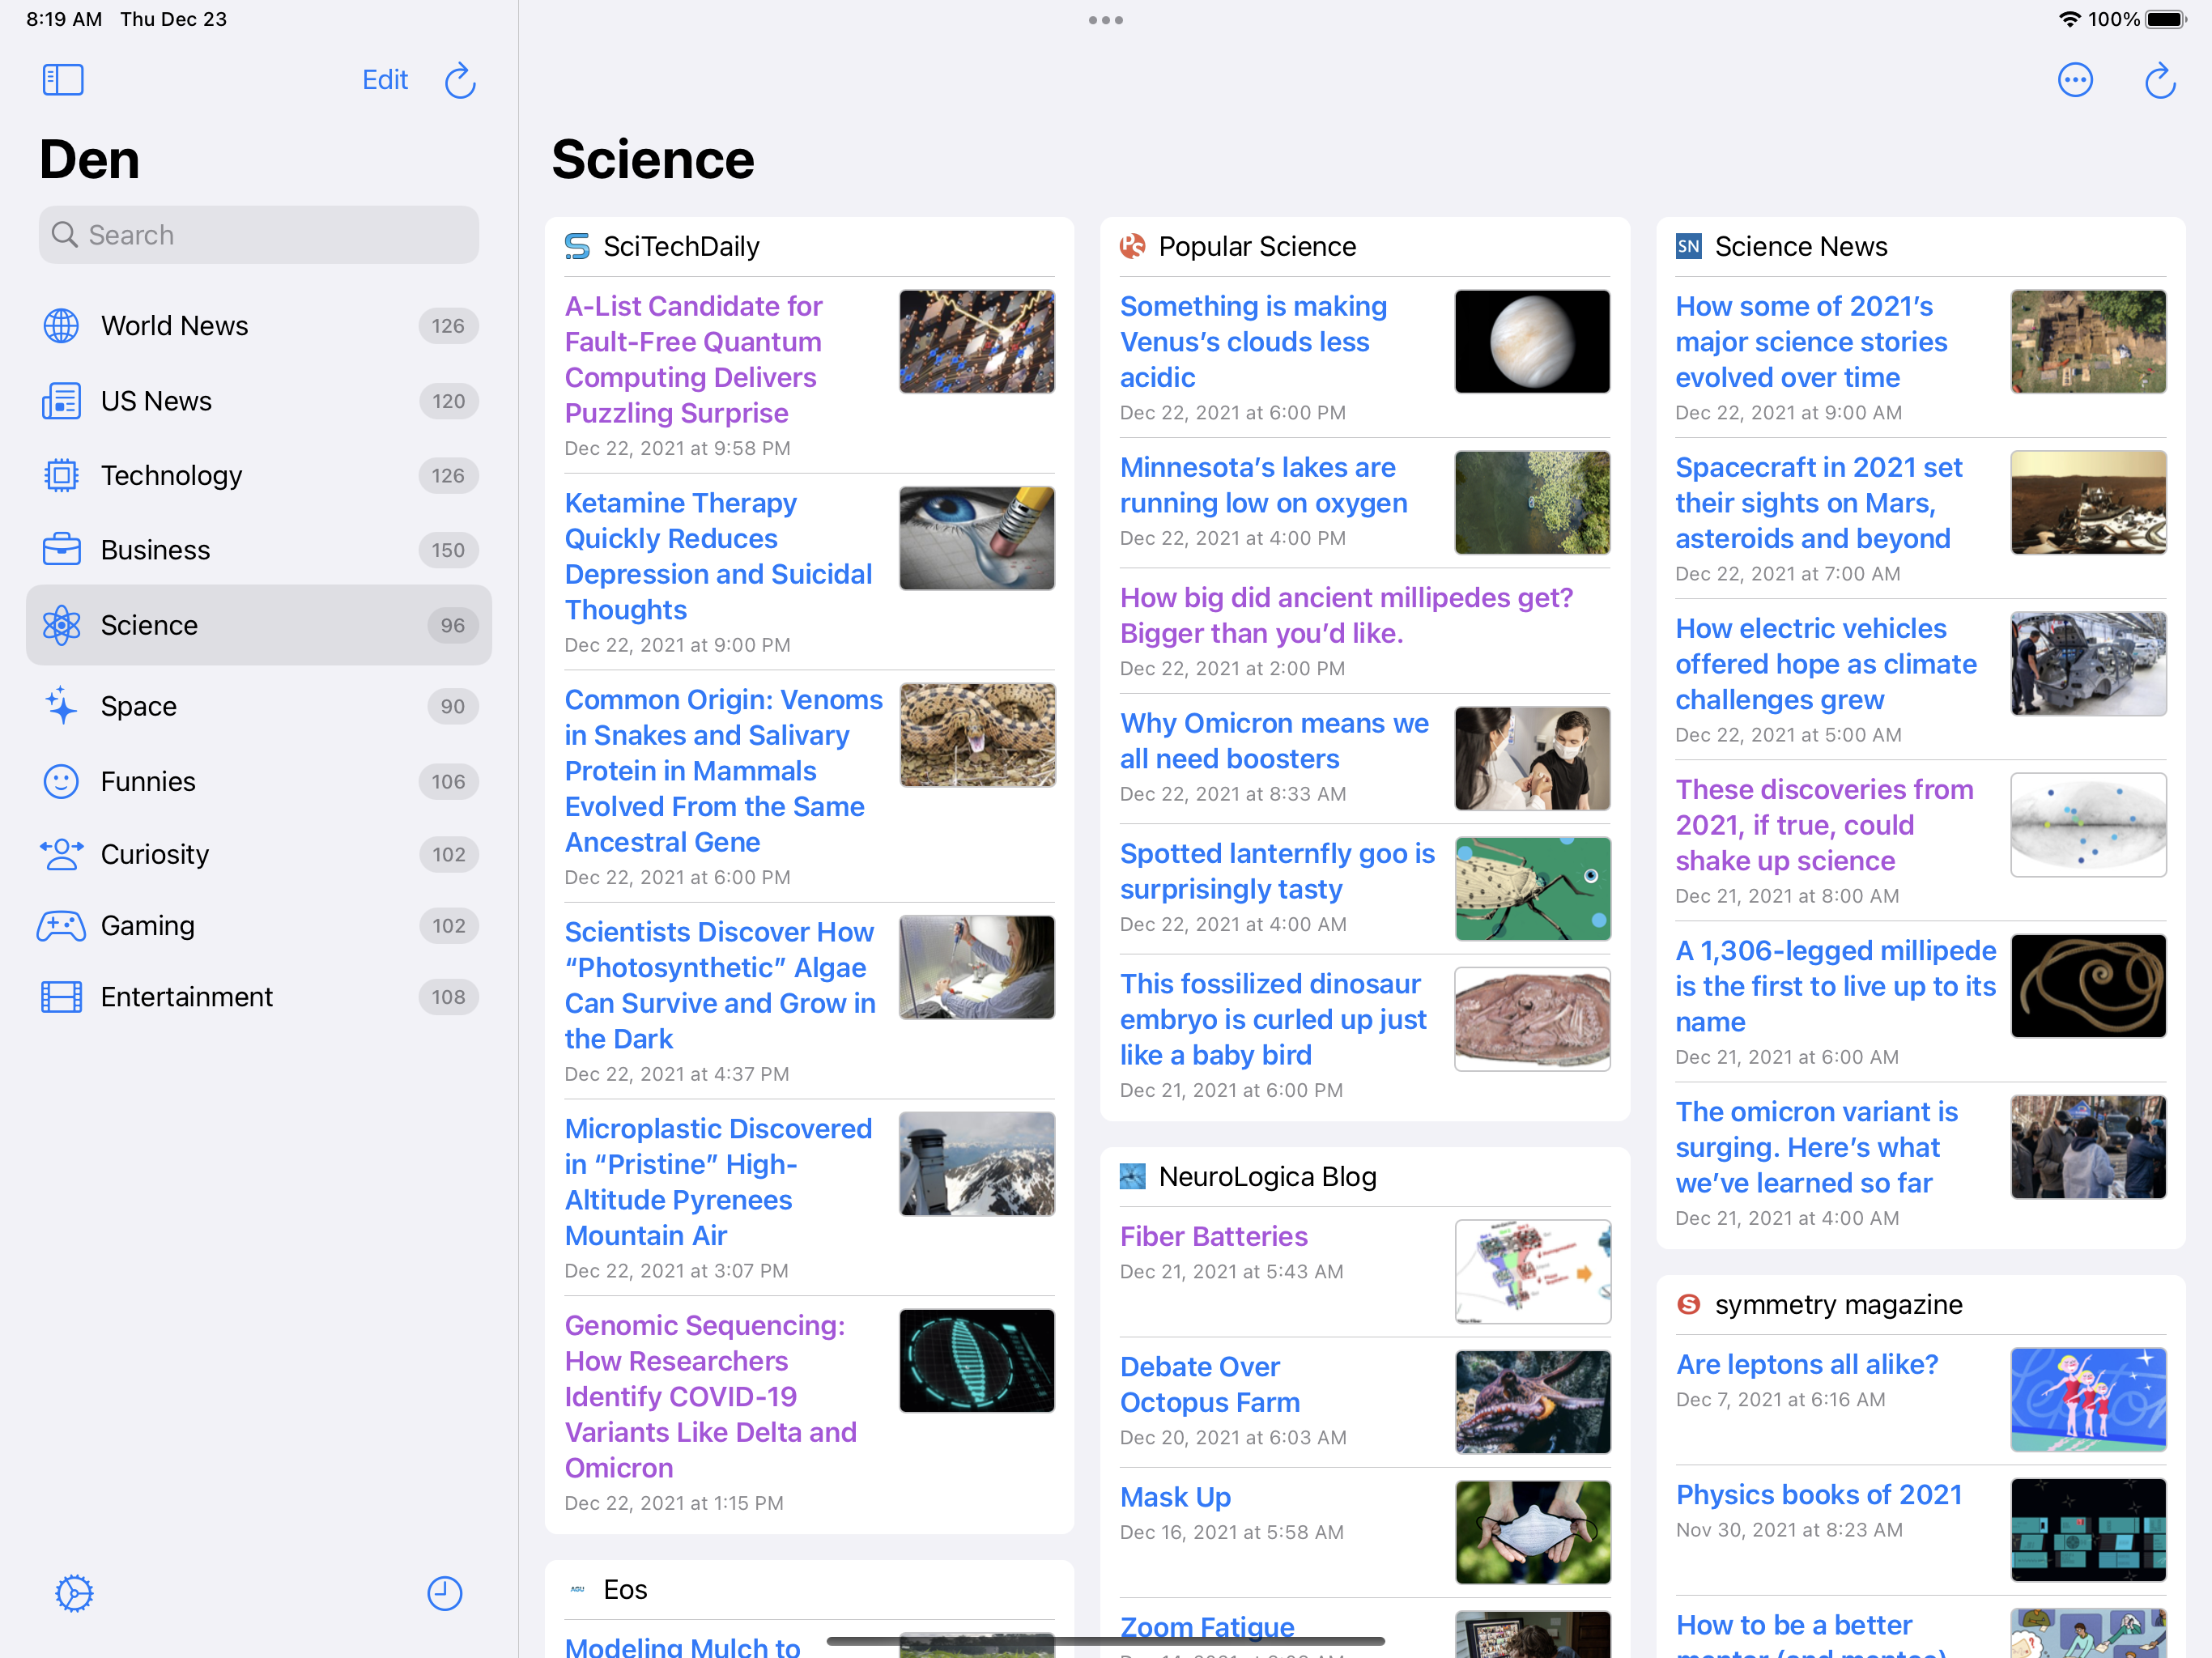 8:19 AM Thu Dec 23
100%
Edit
Den
Search
World News 126
US News 120
Technology 126
Business 150
Science 96
Space 90
Funnies 106
Curiosity 102
Gaming 102
Entertainment 108
Science
SciTechDaily
A-List Candidate for
Fault-Free Quantum
Computing Delivers
Puzzling Surprise
Dec 22, 2021 at 9:58 PM
Ketamine Therapy
Quickly Reduces
Depression and Suicidal
Thoughts
Dec 22, 2021 at 9:00 PM
Common Origin: Venoms
in Snakes and Salivary
Protein in Mammals
Evolved From the Same
Ancestral Gene
Dec 22, 2021 at 6:00 PM
Scientists Discover How
“Photosynthetic” Algae
Can Survive and Grow in
the Dark
Dec 22, 2021 at 4:37 PM
Microplastic Discovered
in “Pristine” High-
Altitude Pyrenees
Mountain Air
Dec 22, 2021 at 3:07 PM
Genomic Sequencing:
How Researchers
Identify COVID-19
Variants Like Delta and
Omicron
Dec 22, 2021 at 1:15 PM
AGU Eos
Modeling Mulch to
PS Popular Science
Something is making
Venus’s clouds less
acidic
Dec 22, 2021 at 6:00 PM
Minnesota’s lakes are
running low on oxygen
Dec 22, 2021 at 4:00 PM
How big did ancient millipedes get?
Bigger than you’d like.
Dec 22, 2021 at 2:00 PM
Why Omicron means we
all need boosters
Dec 22, 2021 at 8:33 AM
Spotted lanternfly goo is
surprisingly tasty
Dec 22, 2021 at 4:00 AM
This fossilized dinosaur
embryo is curled up just
like a baby bird
Dec 21, 2021 at 6:00 PM
NeuroLogica Blog
Fiber Batteries
Dec 21, 2021 at 5:43 AM
Debate Over
Octopus Farm
Dec 20, 2021 at 6:03 AM
Mask Up
Dec 16, 2021 at 5:58 AM
Zoom Fatigue
SN Science News
How some of 2021’s
major science stories
evolved over time
Dec 22, 2021 at 9:00 AM
Spacecraft in 2021 set
their sights on Mars,
asteroids and beyond
Dec 22, 2021 at 7:00 AM
How electric vehicles
offered hope as climate
challenges grew
Dec 22, 2021 at 5:00 AM
These discoveries from
2021, if true, could
shake up science
Dec 21, 2021 at 8:00 AM
A 1,306-legged millipede
is the first to live up to its
name
Dec 21, 2021 at 6:00 AM
The omicron variant is
surging. Here’s what
we’ve learned so far
Dec 21, 2021 at 4:00 AM
S symmetry magazine
Are leptons all alike?
Dec 7, 2021 at 6:16 AM
Physics books of 2021
Nov 30, 2021 at 8:23 AM
How to be a better
mentor (and mentee)